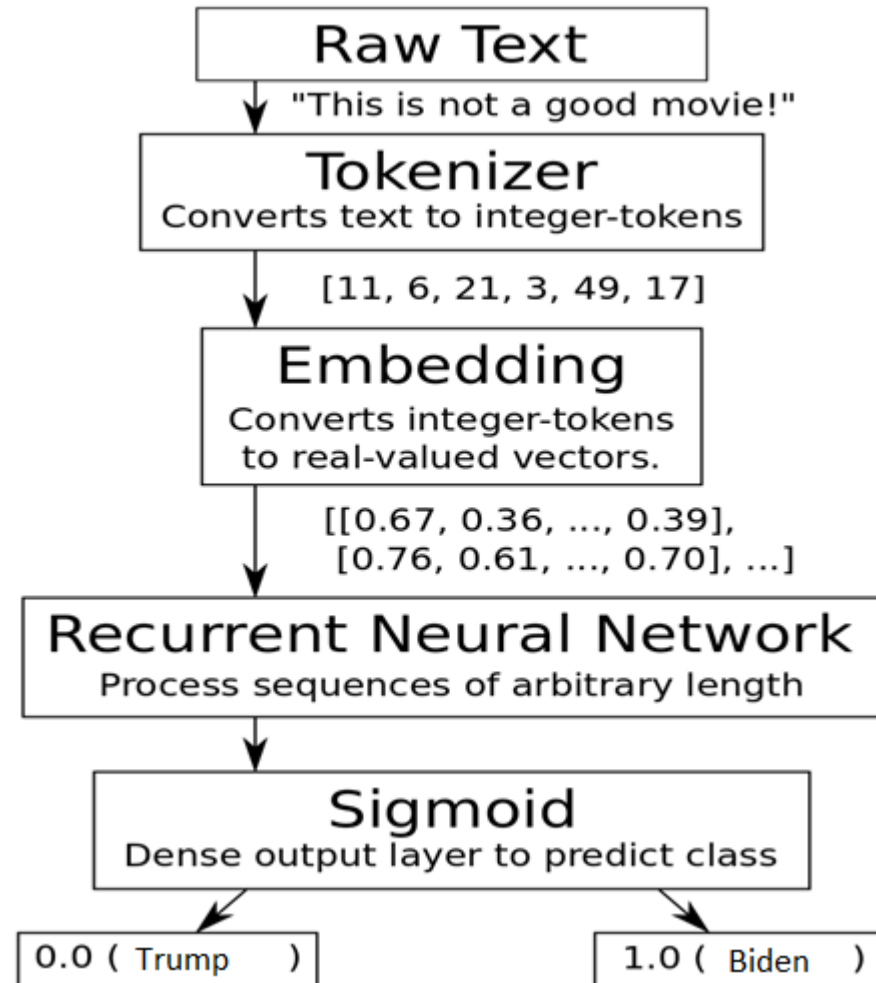 Raw Text
"This is not a good movie!"
Tokenizer
Converts text to integer-tokens
[11, 6, 21, 3, 49, 17]
Embedding
Converts integer-tokens
to real-valued vectors.
[[0.67, 0.36, ..., 0.39],
[0.76, 0.61, ..., 0.70], ...]
Recurrent Neural Network
Process sequences of arbitrary length
Sigmoid
Dense output layer to predict class
0.0 ( Trump )
1.0 ( Biden )